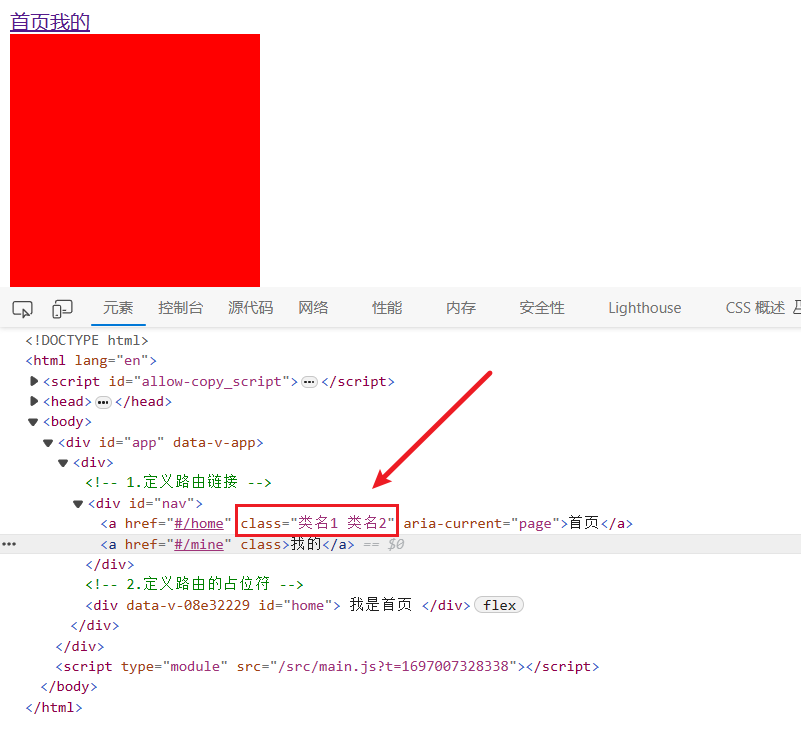 首页我的
元素 控制台 源代码 网络 性能 内存 安全性 Lighthouse CSS 概述
<!DOCTYPE html>
<html lang="en">
<script id="allow-copy_script">⋯</script>
<head>⋯</head>
<body>
<div id="app" data-v-app>
<div>
<!-- 1.定义路由链接 -->
<div id="nav">
<a href="#/home" class="类名1 类名2" aria-current="page">首页</a>
<a href="#/mine" class>我的</a> == $0
</div>
<!-- 2.定义路由的占位符 -->
<div data-v-08e32229 id="home"> 我是首页 </div> flex
</div>
</div>
<script type="module" src="/src/main.js?t=1697007328338"></script>
</body>
</html>